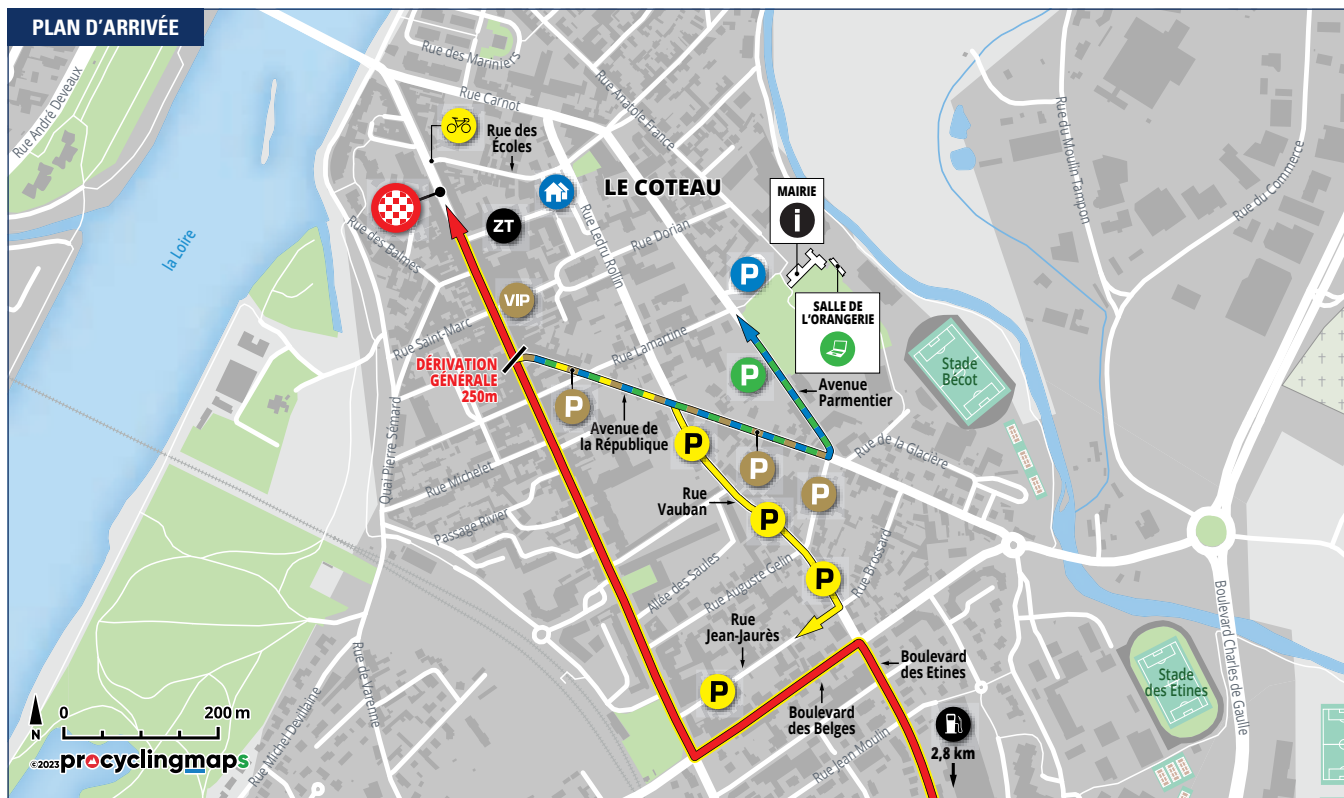 PLAN D'ARRIVÉE
Rue André Deveaux
Rue des Mariniers
Rue Carnot
Rue Anatole France
Rue des
Écoles
LE COTEAU
MAIRIE
i
Rue du Moulin Tampon
Rue du Commerce
ZT
Rue des Balmes
la Loire
Rue Ledru Rollin
Rue Dorian
P
SALLE DE
L'ORANGERIE
VIP
Rue Saint-Marc
Rue Lamartine
DÉRIVATION
GÉNÉRALE
250m
P
P
Avenue
Parmentier
Stade
Bécot
Avenue de
la République
P
P
P
Rue de la Glacière
Quai Pierre Sémard
Rue Michelet
Rue
Vauban
Passage Rivier
P
P
Allée des Saules
Rue Auguste Gelin
Rue Brossard
Rue
Jean-Jaurès
P
Boulevard
des Etines
Boulevard
des Belges
Boulevard Charles de Gaulle
Stade
des Etines
Rue de Varenne
Rue Michel Devillaine
Rue Jean Moulin
2,8 km
N
0 200 m
©2023 procyclingmaps